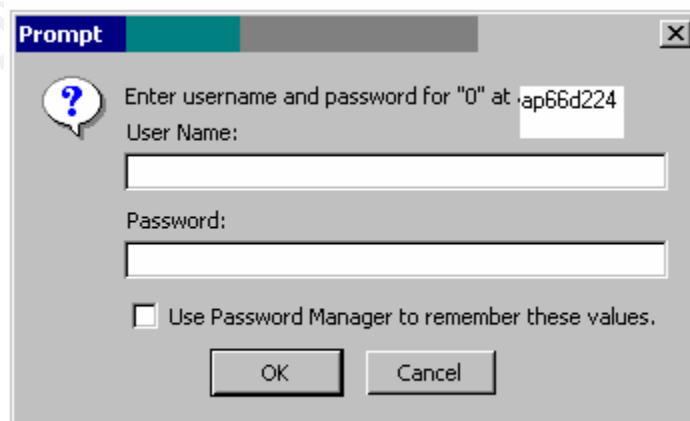 Prompt
Enter username and password for "0" at ap66d224
User Name:
Password:
Use Password Manager to remember these values.
OK
Cancel